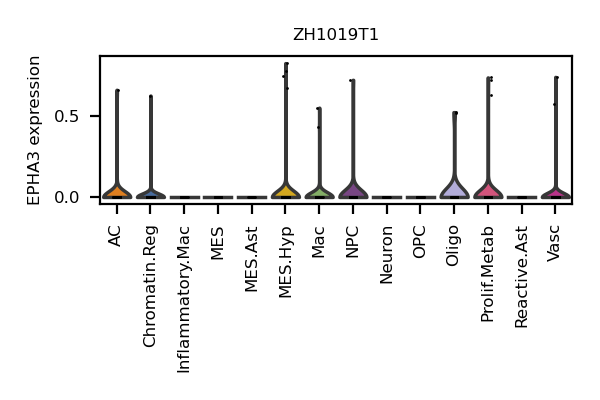 ZH1019T1
EPHA3 expression
0.5
0.0
AC
Chromatin.Reg
Inflammatory.Mac
MES
MES.Ast
MES.Hyp
Mac
NPC
Neuron
OPC
Oligo
Prolif.Metab
Reactive.Ast
Vasc